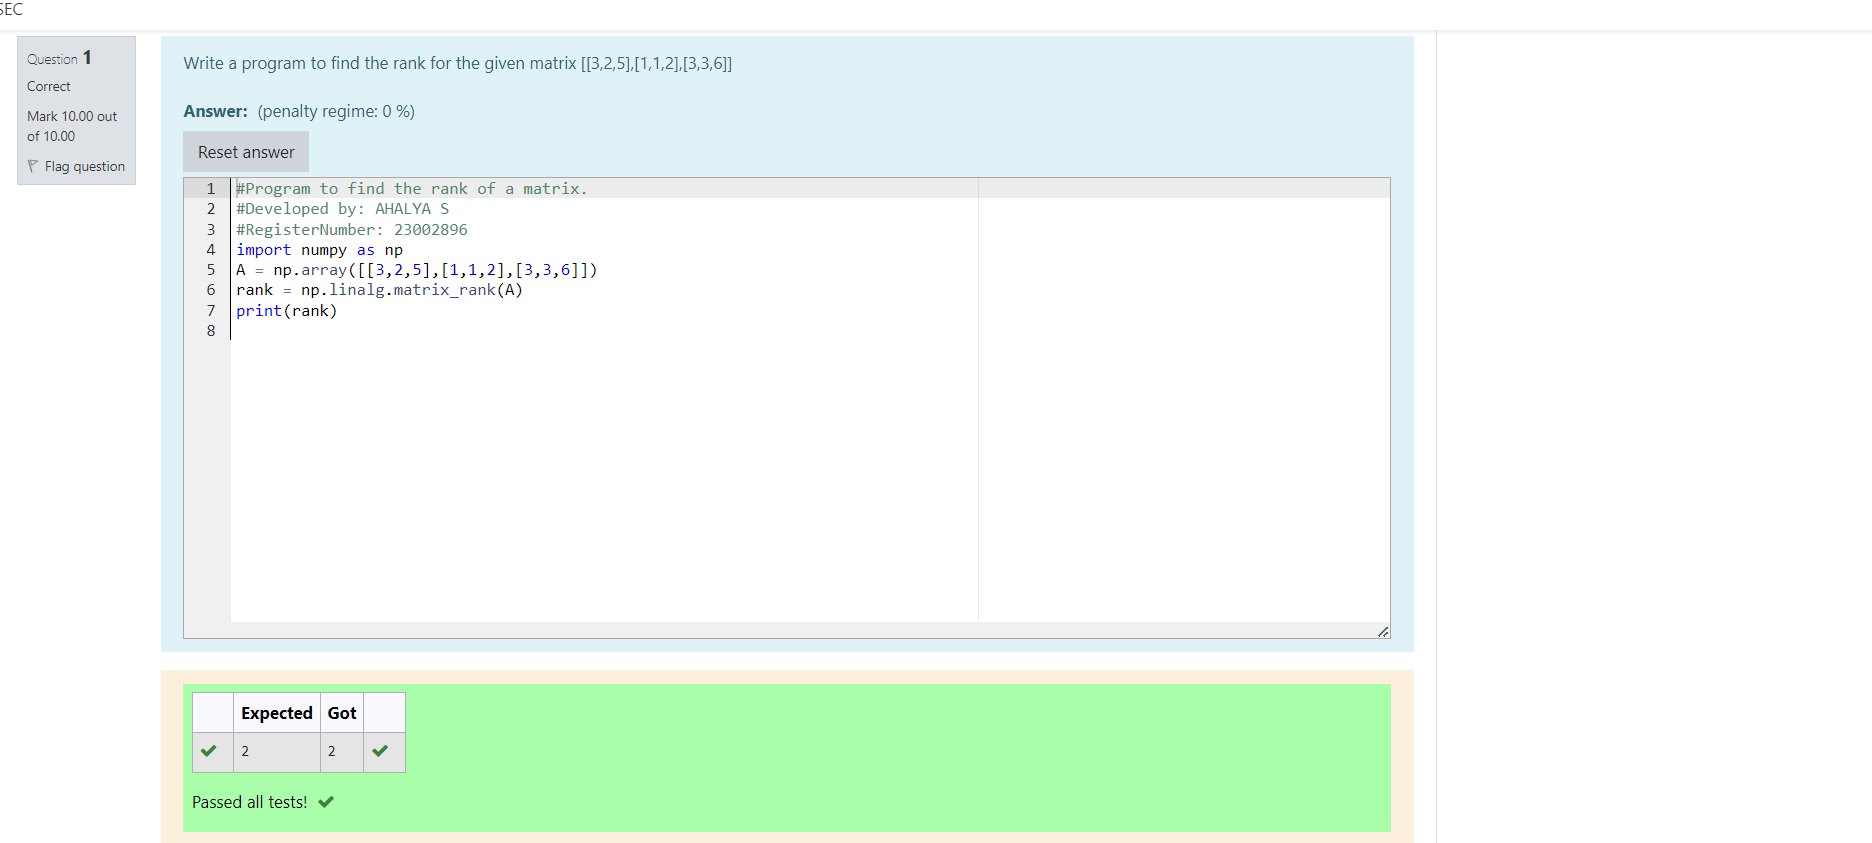 SEC
Question 1
Correct
Mark 10.00 out
of 10.00
Flag question
Write a program to find the rank for the given matrix [[3,2,5],[1,1,2],[3,3,6]]
Answer: (penalty regime: 0 %)
Reset answer
1 #Program to find the rank of a matrix.
2 #Developed by: AHALYA S
3 #RegisterNumber: 23002896
4 import numpy as np
5 A = np.array([[3,2,5],[1,1,2],[3,3,6]])
6 rank = np.linalg.matrix_rank(A)
7 print(rank)
8
Expected Got
2 2
Passed all tests!